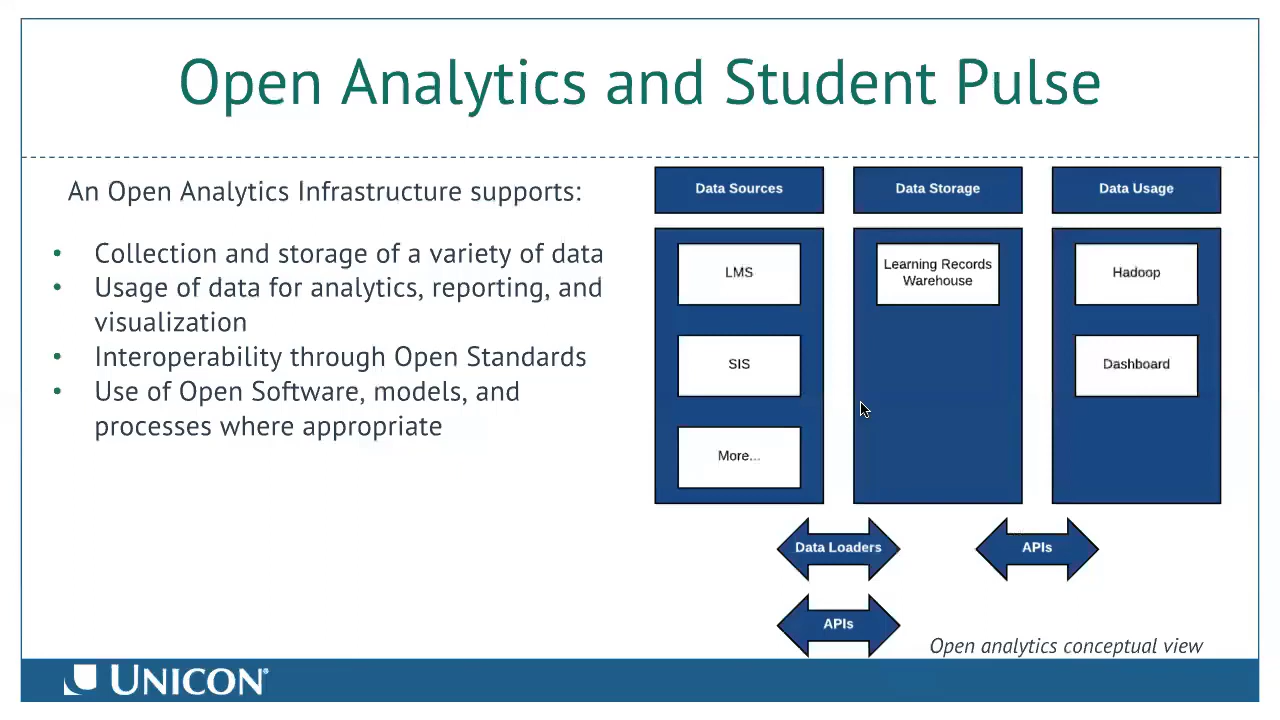 Open Analytics and Student Pulse
An Open Analytics Infrastructure supports:
• Collection and storage of a variety of data
• Usage of data for analytics, reporting, and
visualization
• Interoperability through Open Standards
• Use of Open Software, models, and
processes where appropriate
Data Sources
LMS
SIS
More...
Data Storage
Learning Records
Warehouse
Data Usage
Hadoop
Dashboard
Data Loaders
APIs
APIs
Open analytics conceptual view
UNICON®